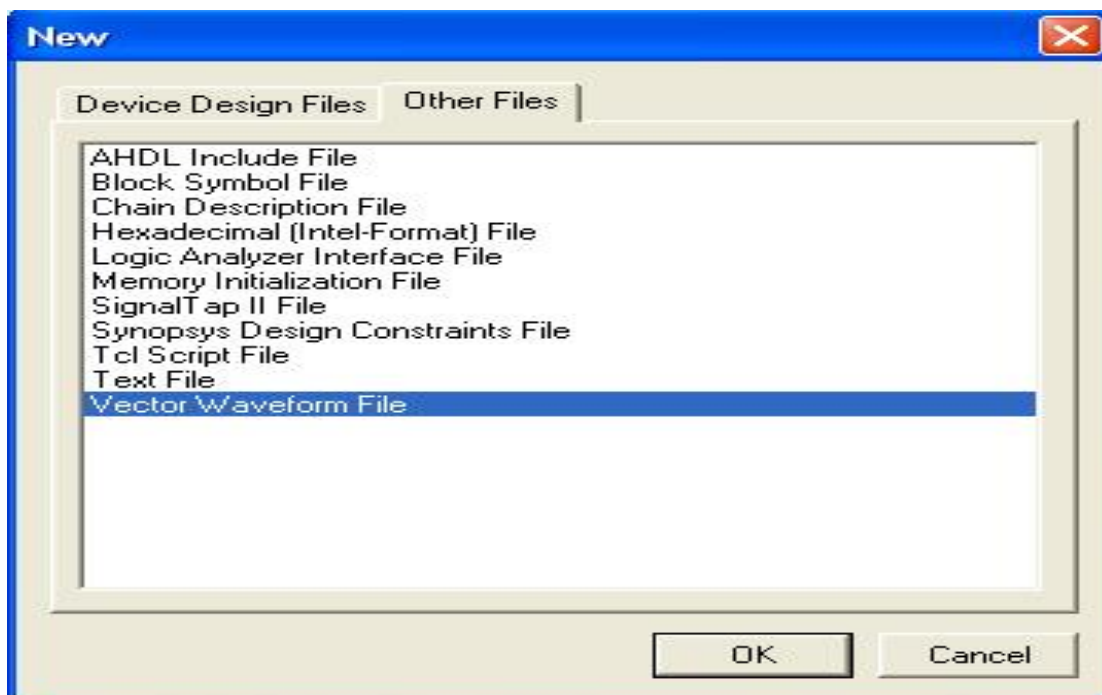 New
Device Design Files
Other Files
AHDL Include File
Block Symbol File
Chain Description File
Hexadecimal (Intel-Format) File
Logic Analyzer Interface File
Memory Initialization File
SignalTap II File
Synopsys Design Constraints File
Tcl Script File
Text File
Vector Waveform File
OK
Cancel